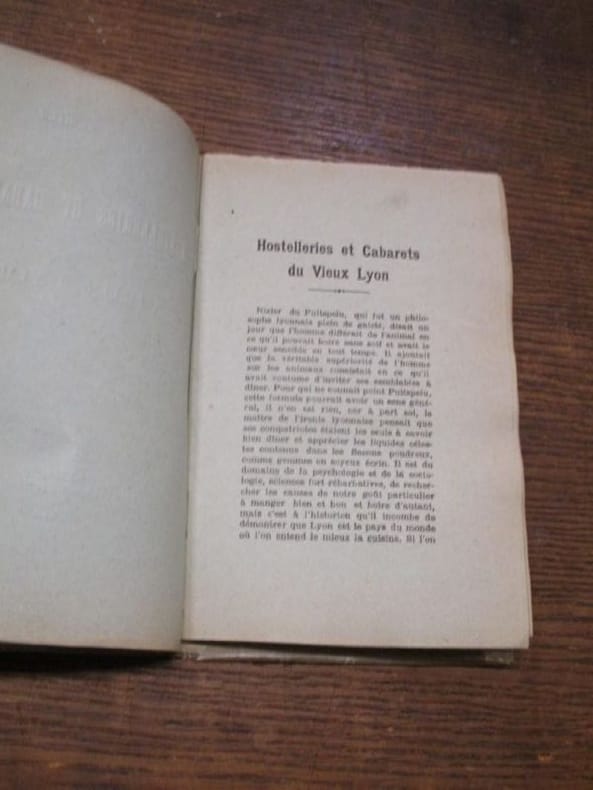 Hostelleries et Cabarets
du Vieux Lyon
Nizier du Puitspelu, qui fut un philo-
sophe lyonnais plein de gaieté, disait un
jour que l'homme différait de l'animal en
ce qu'il pouvait boire sans soif et avait le
cœur sensible en tout temps. Il ajoutait
que la véritable supériorité de l'homme
sur les animaux consistait en ce qu'il
avait coutume d'inviter ses semblables à
dîner. Pour qui ne connaît point Puitspelu,
cette formule pourrait avoir un sens géné-
ral, il n'en est rien, car à part soi, le
maître de l'ironie lyonnaise pensait que
ses compatriotes étaient les seuls à savoir
bien dîner et apprécier les liquides céles-
tes contenus dans les flacons poudreux,
comme gemmes en soyeux écrin. Il est du
domaine de la psychologie et de la socio-
logie, sciences fort rébarbatives, de recher-
cher les causes de notre goût particulier
à manger bien et bon et boire d'autant,
mais c'est à l'historien qu'il incombe de
démontrer que Lyon est le pays du monde
où l'on entend le mieux la cuisine. Si l'on